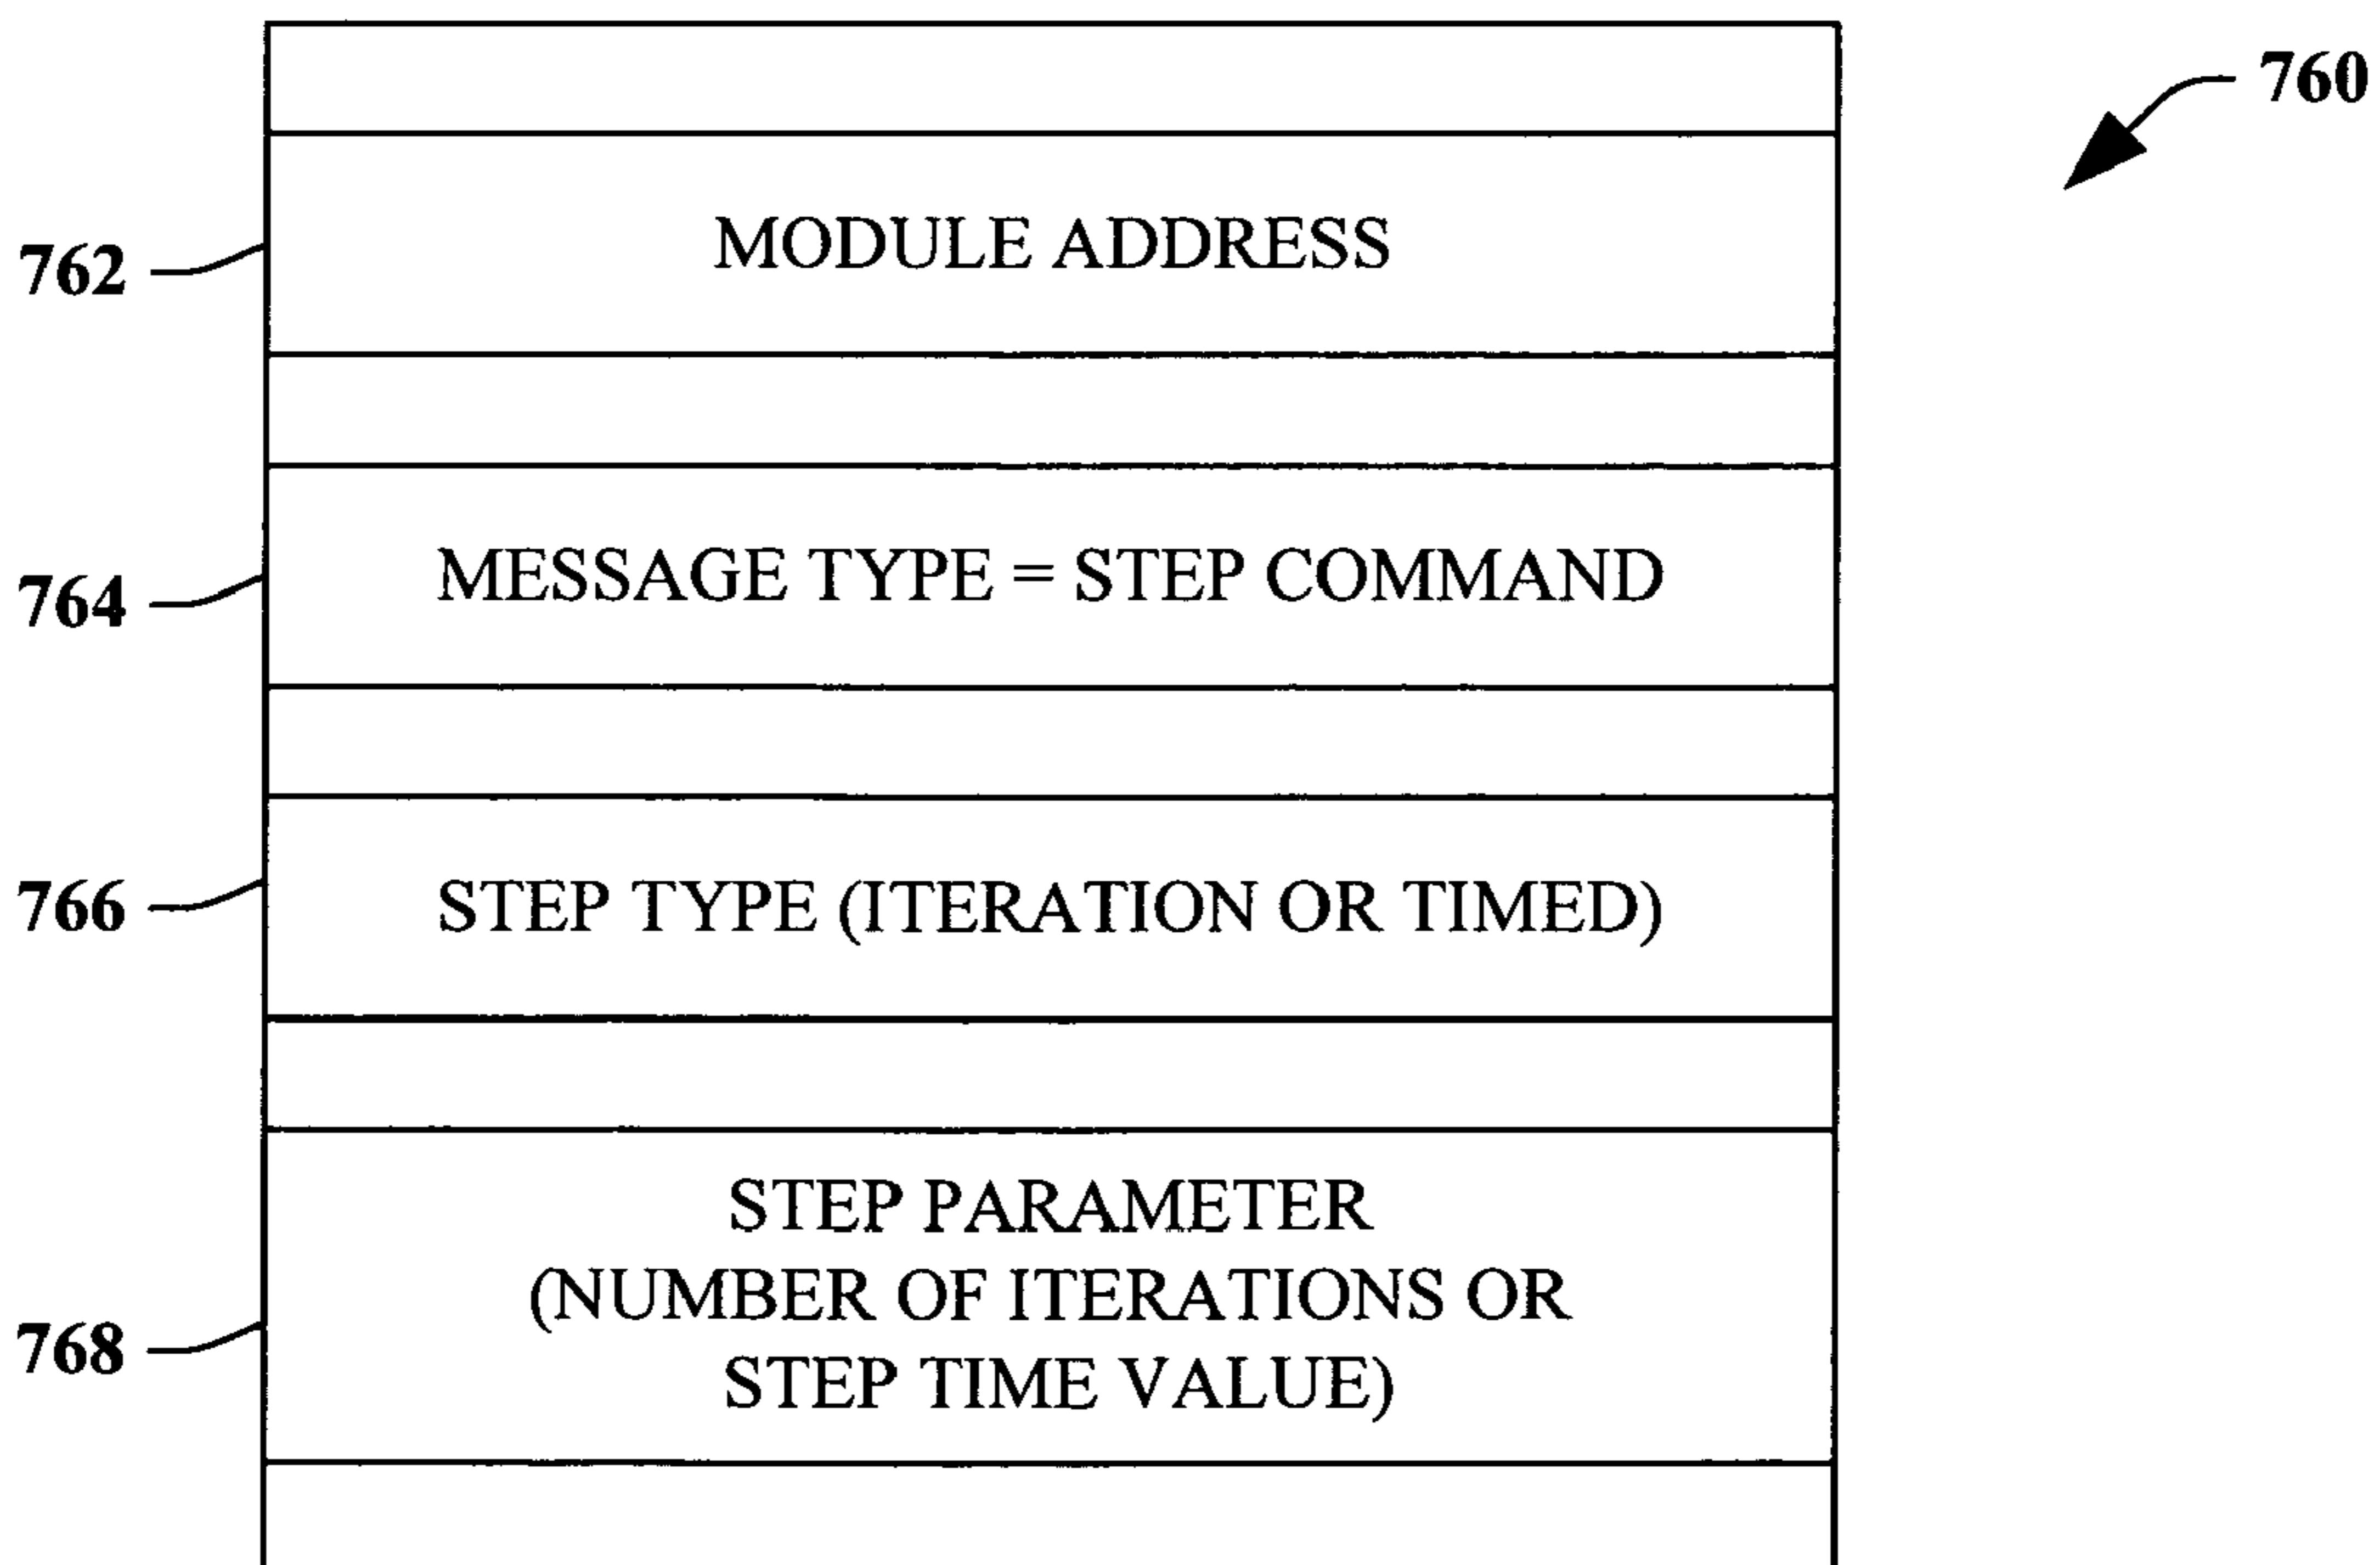 760
762
MODULE ADDRESS
764
MESSAGE TYPE = STEP COMMAND
766
STEP TYPE (ITERATION OR TIMED)
768
STEP PARAMETER
(NUMBER OF ITERATIONS OR
STEP TIME VALUE)